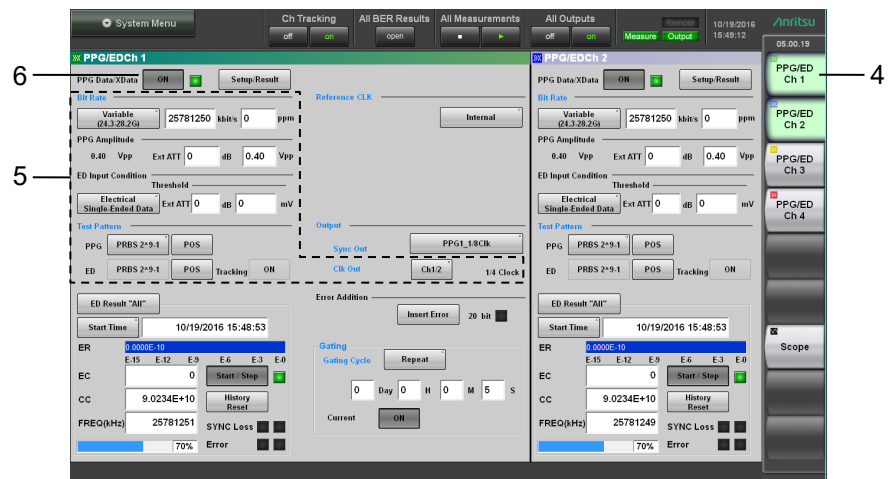 System Menu
Ch Tracking
off on
All BER Results
open
All Measurements
All Outputs
off on
Remote
Measure Output
10/19/2016
15:49:12
Anritsu
05.00.19
PPG/EDCh 1
6
PPG Data/XData ON Setup/Result
Bit Rate
Variable
(24.3-28.2G)
25781250 kbit/s 0 ppm
PPG Amplitude
0.40 Vpp Ext ATT 0 dB 0.40 Vpp
5
ED Input Condition
Threshold
Electrical
Single-Ended Data
Ext ATT 0 dB 0 mV
Test Pattern
PPG PRBS 2^9-1 POS
ED PRBS 2^9-1 POS Tracking ON
Reference CLK
Internal
Output
Sync Out PPG1_1/8Clk
Clk Out Ch1/2 1/4 Clock
ED Result "All"
Start Time 10/19/2016 15:48:53
ER 0.0000E-10
E-15 E-12 E-9 E-6 E-3 E-0
EC 0 Start / Stop
CC 9.0234E+10 History
Reset
FREQ(kHz) 25781251 SYNC Loss
70% Error
Error Addition
Insert Error 20 bit
Gating
Gating Cycle Repeat
0 Day 0 H 0 M 5 S
Current ON
PPG/EDCh 2
PPG Data/XData ON Setup/Result
Bit Rate
Variable
(24.3-28.2G)
25781250 kbit/s 0 ppm
PPG Amplitude
0.40 Vpp Ext ATT 0 dB 0.40 Vpp
ED Input Condition
Threshold
Electrical
Single-Ended Data
Ext ATT 0 dB 0 mV
Test Pattern
PPG PRBS 2^9-1 POS
ED PRBS 2^9-1 POS Tracking ON
ED Result "All"
Start Time 10/19/2016 15:48:53
ER 0.0000E-10
E-15 E-12 E-9 E-6 E-3 E-0
EC 0 Start / Stop
CC 9.0234E+10 History
Reset
FREQ(kHz) 25781249 SYNC Loss
70% Error
PPG/ED
Ch 1
4
PPG/ED
Ch 2
PPG/ED
Ch 3
PPG/ED
Ch 4
Scope